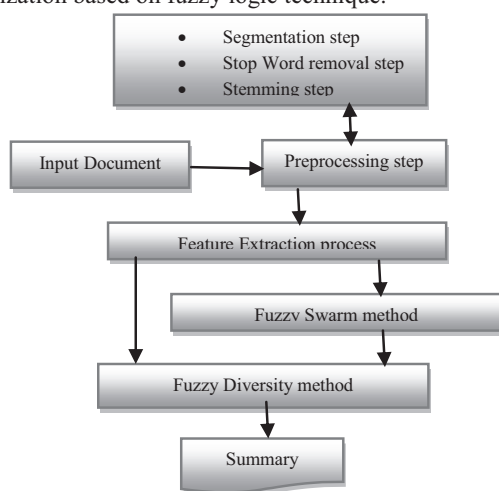 ization based on fuzzy logic technique.
• Segmentation step
• Stop Word removal step
• Stemming step
Input Document
Preprocessing step
Feature Extraction process
Fuzzy Swarm method
Fuzzy Diversity method
Summary